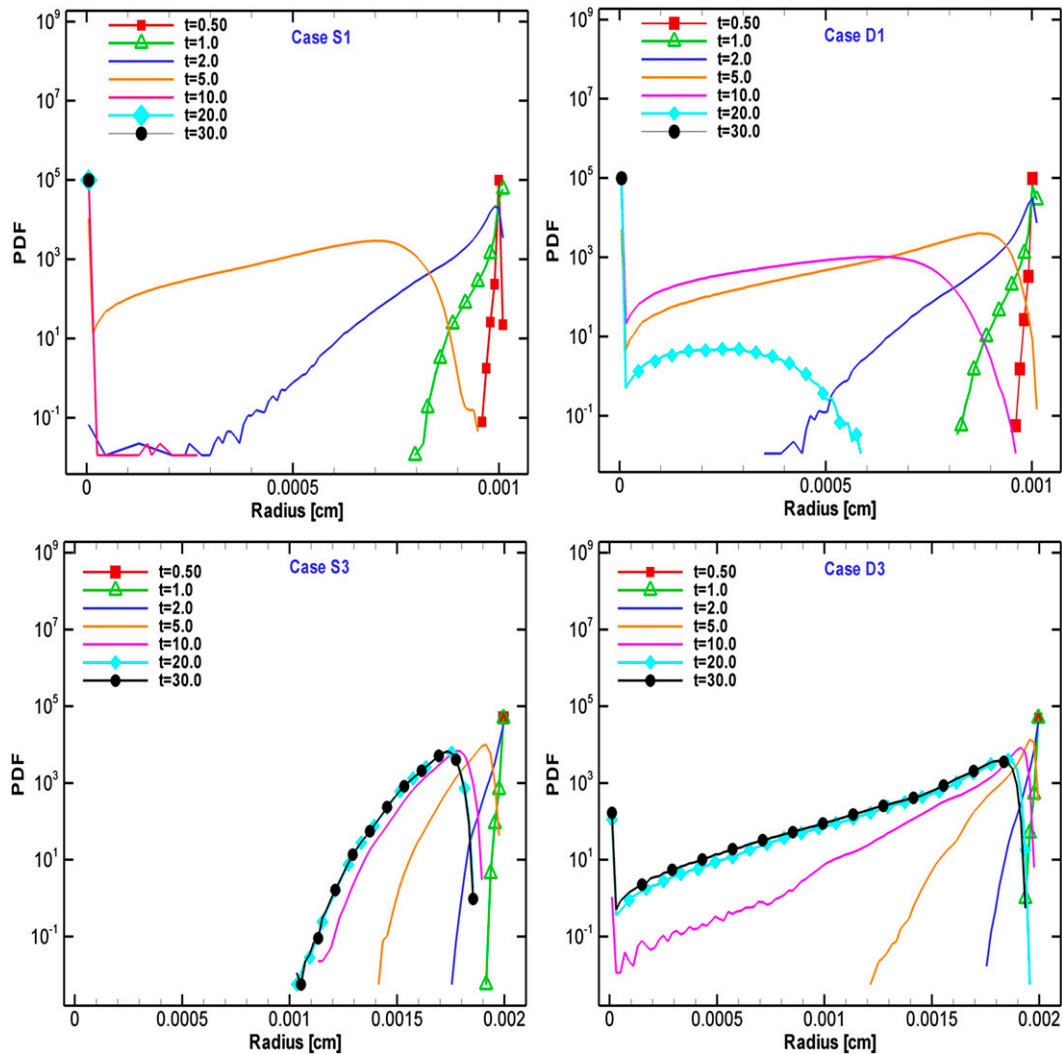 Case S1
PDF
10⁹
10⁷
10⁵
10³
10¹
10⁻¹
t=0.50
t=1.0
t=2.0
t=5.0
t=10.0
t=20.0
t=30.0
0 0.0005 0.001
Radius [cm]
Case D1
PDF
10⁹
10⁷
10⁵
10³
10¹
10⁻¹
t=0.50
t=1.0
t=2.0
t=5.0
t=10.0
t=20.0
t=30.0
0 0.0005 0.001
Radius [cm]
Case S3
PDF
10⁹
10⁷
10⁵
10³
10¹
10⁻¹
t=0.50
t=1.0
t=2.0
t=5.0
t=10.0
t=20.0
t=30.0
0 0.0005 0.001 0.0015 0.002
Radius [cm]
Case D3
PDF
10⁹
10⁷
10⁵
10³
10¹
10⁻¹
t=0.50
t=1.0
t=2.0
t=5.0
t=10.0
t=20.0
t=30.0
0 0.0005 0.001 0.0015 0.002
Radius [cm]